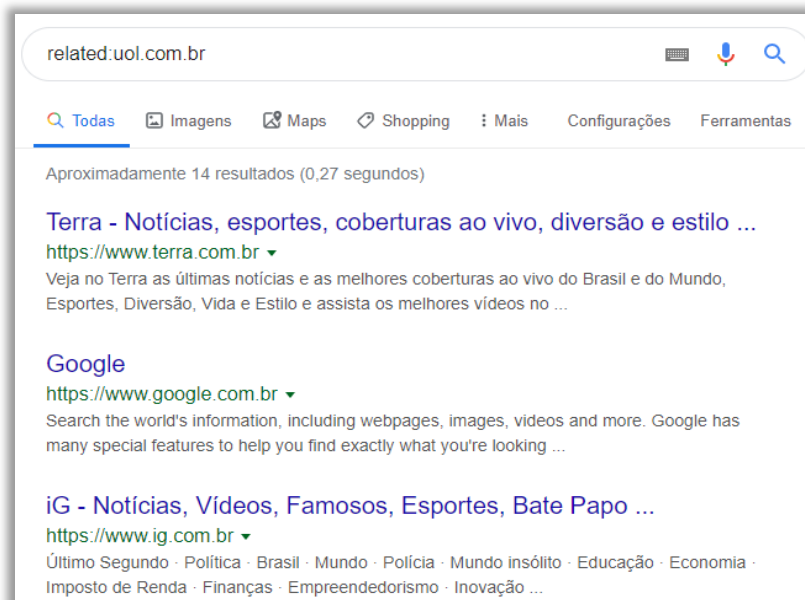 related:uol.com.br
Todas Imagens Maps Shopping Mais Configurações Ferramentas
Aproximadamente 14 resultados (0,27 segundos)
Terra - Notícias, esportes, coberturas ao vivo, diversão e estilo ...
https://www.terra.com.br
Veja no Terra as últimas notícias e as melhores coberturas ao vivo do Brasil e do Mundo,
Esportes, Diversão, Vida e Estilo e assista os melhores vídeos no ...
Google
https://www.google.com.br
Search the world's information, including webpages, images, videos and more. Google has
many special features to help you find exactly what you're looking ...
iG - Notícias, Vídeos, Famosos, Esportes, Bate Papo ...
https://www.ig.com.br
Último Segundo · Política · Brasil · Mundo · Polícia · Mundo insólito · Educação · Economia ·
Imposto de Renda · Finanças · Empreendedorismo · Inovação ...